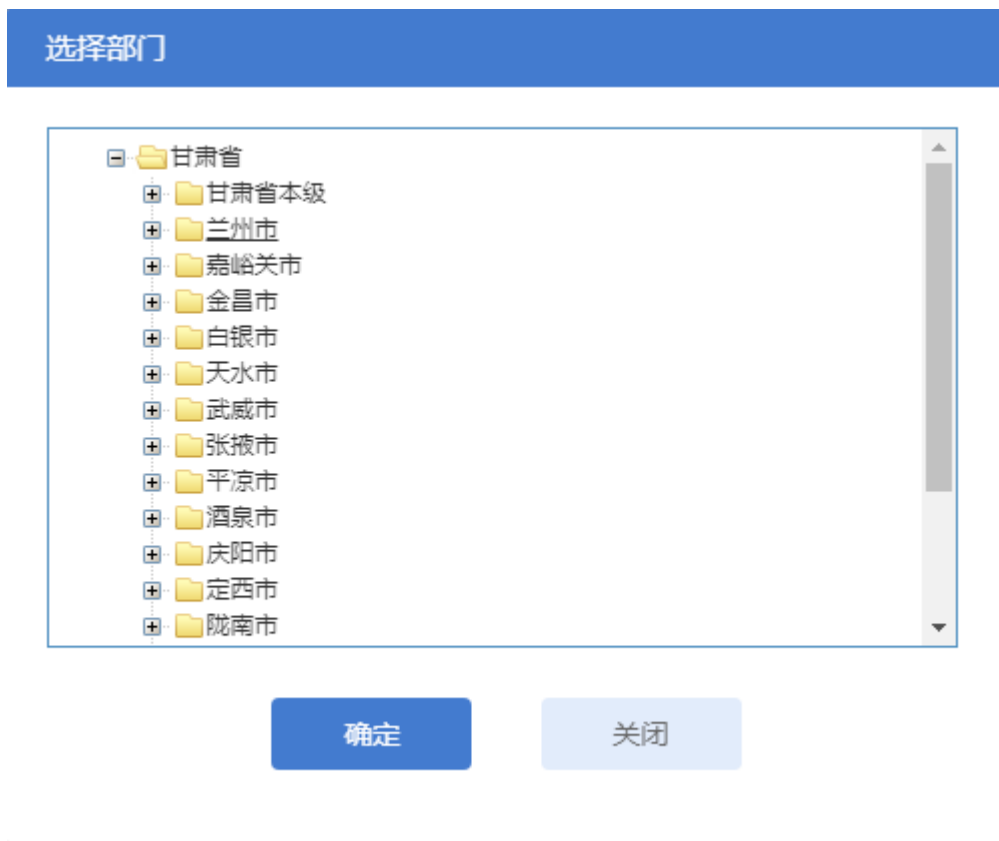 选择部门
甘肃省
甘肃省本级
兰州市
嘉峪关市
金昌市
白银市
天水市
武威市
张掖市
平凉市
酒泉市
庆阳市
定西市
陇南市
确定 关闭